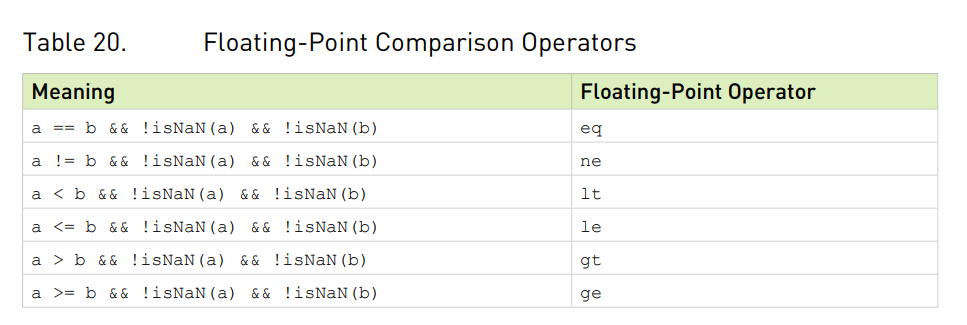 Table 20. Floating-Point Comparison Operators
Meaning Floating-Point Operator
a == b && !isNaN(a) && !isNaN(b) eq
a != b && !isNaN(a) && !isNaN(b) ne
a < b && !isNaN(a) && !isNaN(b) lt
a <= b && !isNaN(a) && !isNaN(b) le
a > b && !isNaN(a) && !isNaN(b) gt
a >= b && !isNaN(a) && !isNaN(b) ge